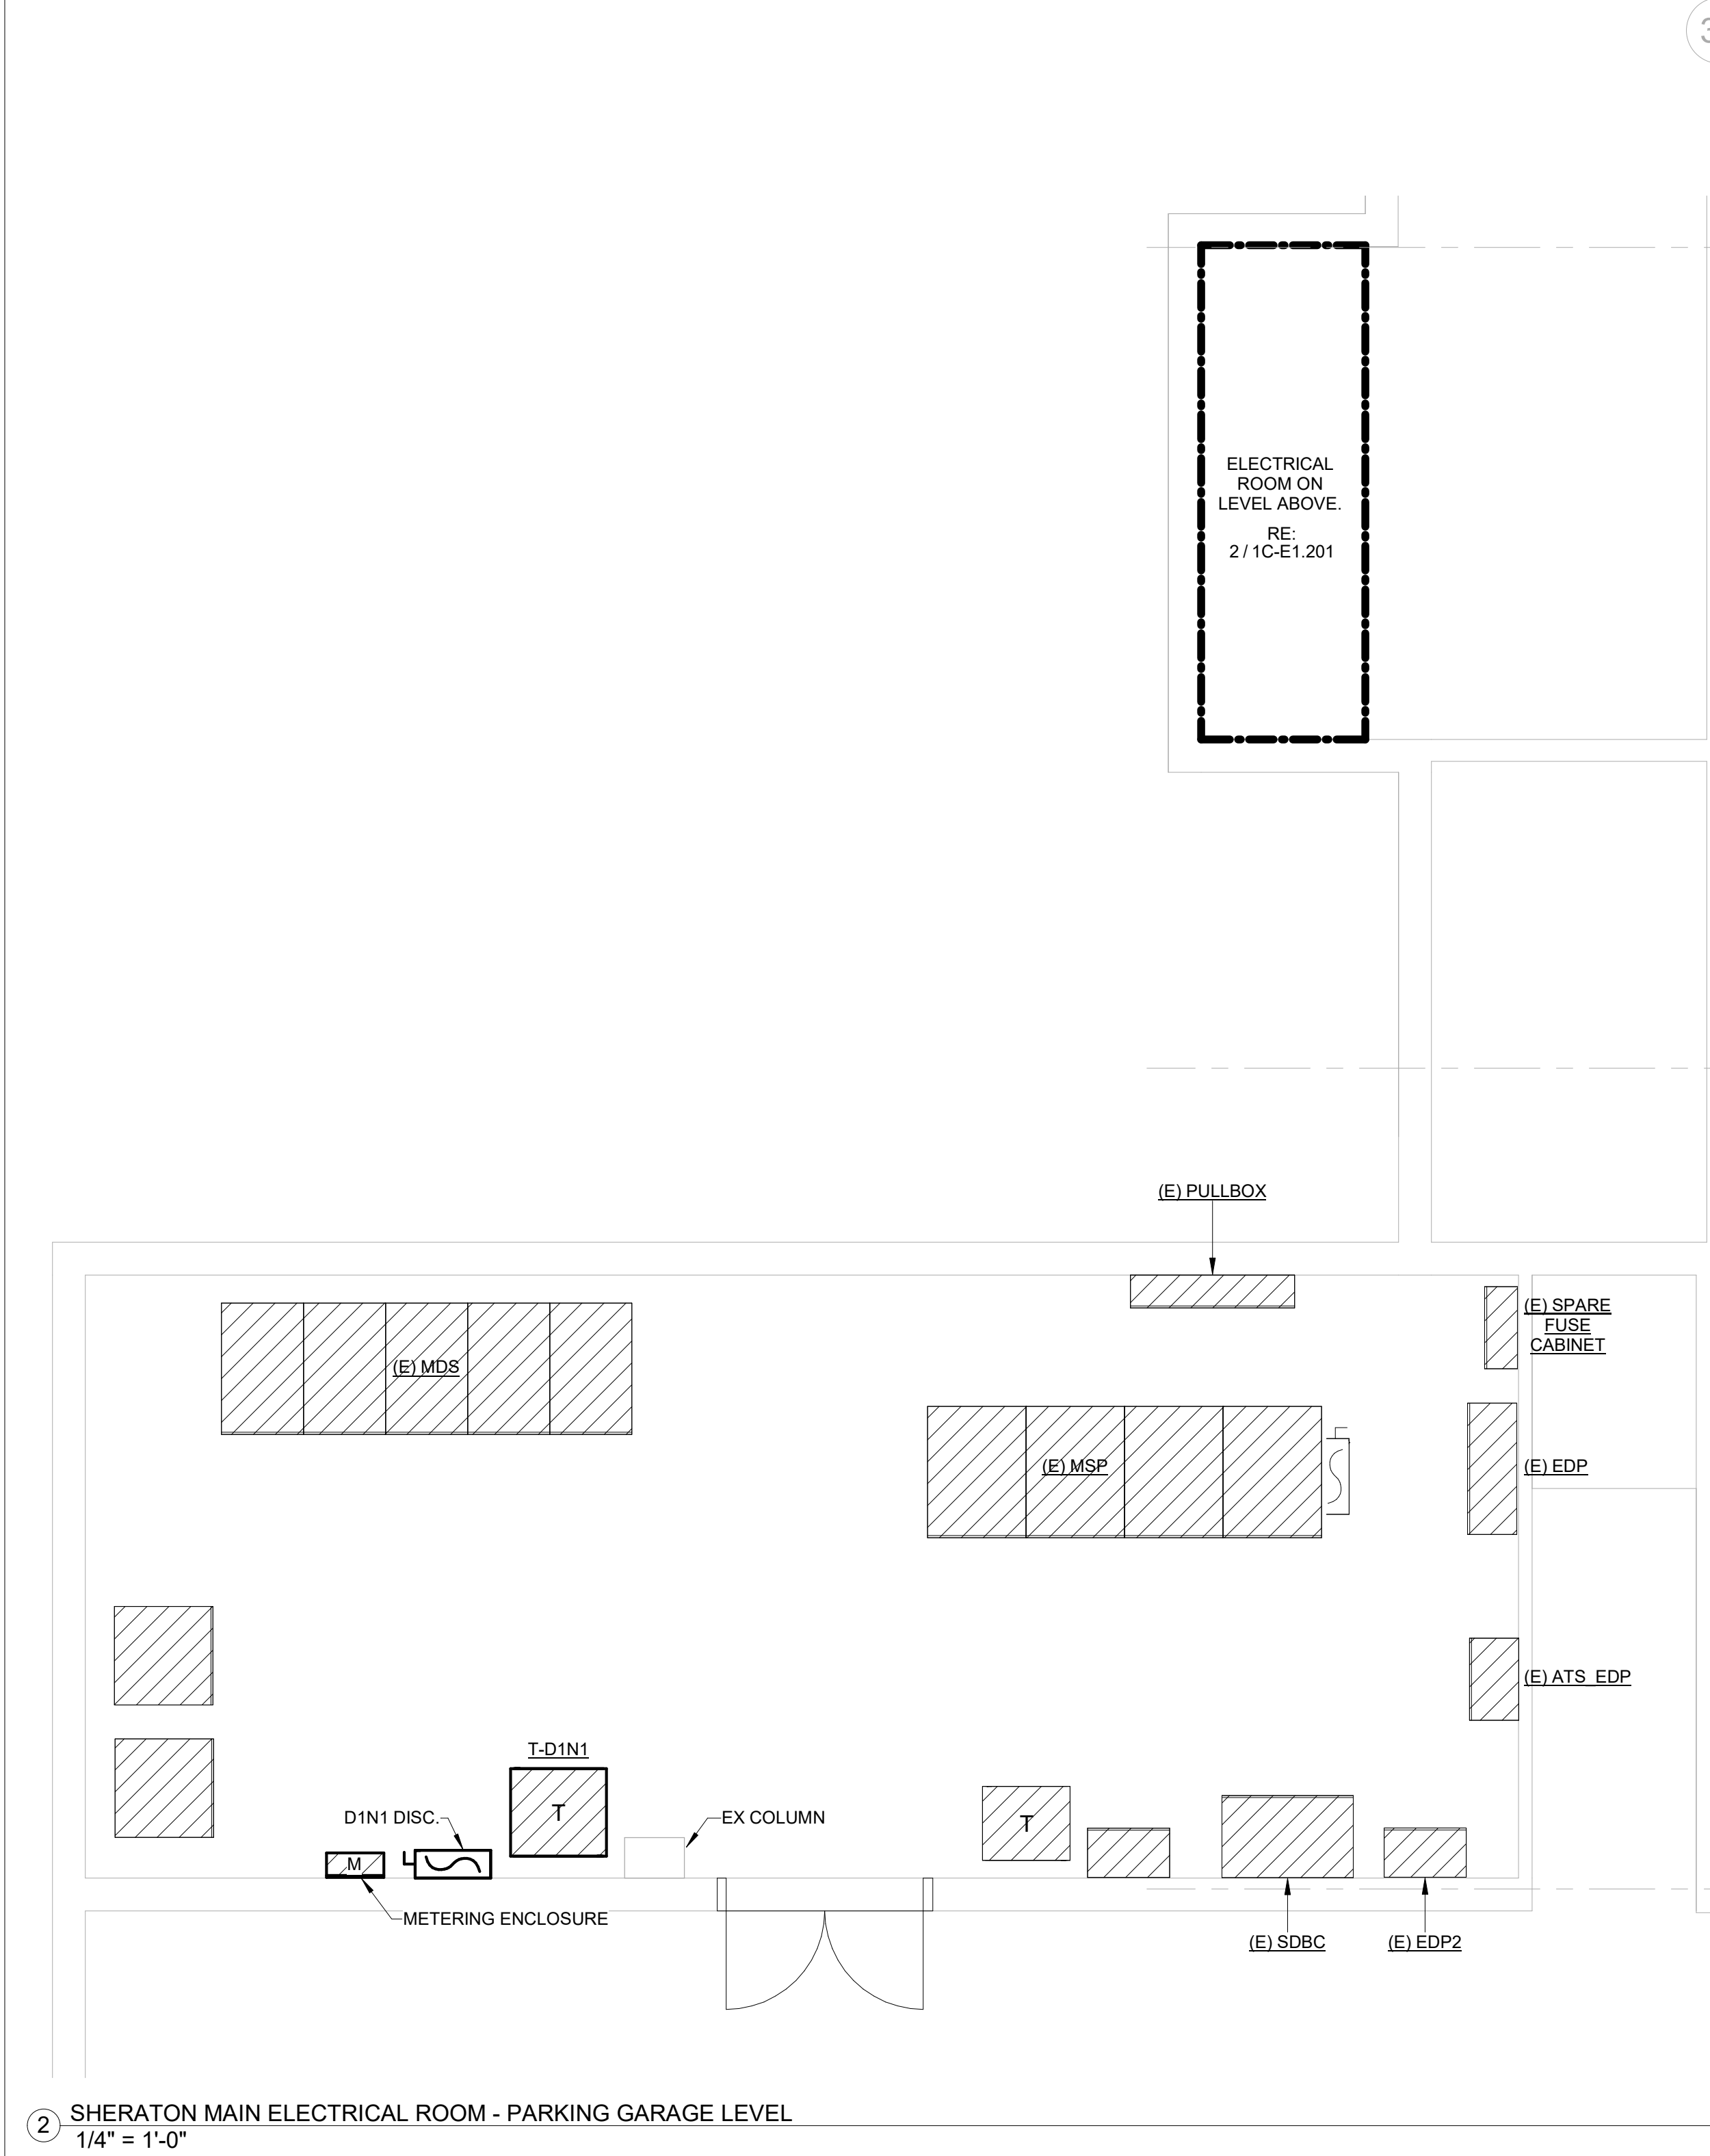 3
ELECTRICAL
ROOM ON
LEVEL ABOVE.
RE:
2 / 1C-E1.201
(E) PULLBOX
(E) SPARE
FUSE
CABINET
(E) MDS
(E) MSP
(E) EDP
(E) ATS_EDP
T-D1N1
T
D1N1 DISC.
EX COLUMN
T
M
METERING ENCLOSURE
(E) SDBC
(E) EDP2
2
SHERATON MAIN ELECTRICAL ROOM - PARKING GARAGE LEVEL
1/4" = 1'-0"